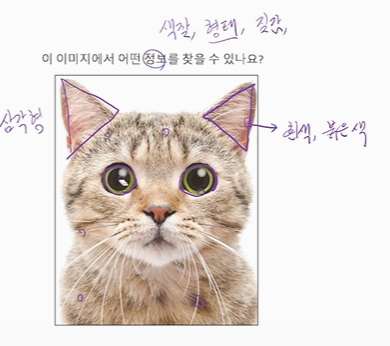 색깔, 형태, 질감,
이 이미지에서 어떤 정보를 찾을 수 있나요?
삼각형
흰색, 붉은색